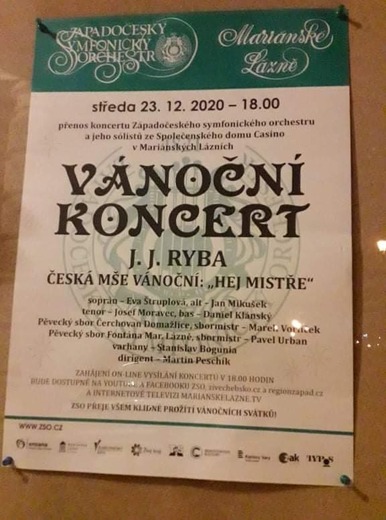 ZÁPADOČESKÝ
SYMFONICKÝ
ORCHESTR
Mariánské
Lázně
středa 23. 12. 2020 – 18.00
přenos koncertu Západočeského symfonického orchestru
a jeho sólistů ze Společenského domu Casino
v Mariánských Lázních
VÁNOČNÍ
KONCERT
J. J. RYBA
ČESKÁ MŠE VÁNOČNÍ: „HEJ MISTŘE"
soprán – Eva Štruplová, alt – Jan Mikušek
tenor – Josef Moravec, bas – Daniel Klánský
Pěvecký sbor Čerchovan Domažlice, sbormistr – Marek Vorlíček
Pěvecký sbor Fontána Mar. Lázně, sbormistr – Pavel Urban
varhany – Stanislav Bogunia
dirigent – Martin Peschík
ZAHÁJENÍ ON-LINE VYSÍLÁNÍ KONCERTU V 18.00 HODIN
BUDE DOSTUPNÉ NA YOUTUBE A FACEBOOKU ZSO, zivechebsko.cz a regionzapad.cz
A INTERNETOVÉ TELEVIZI MARIANSKELAZNE.TV
ZSO PŘEJE VŠEM KLIDNÉ PROŽITÍ VÁNOČNÍCH SVÁTKŮ!
WWW.ZSO.CZ